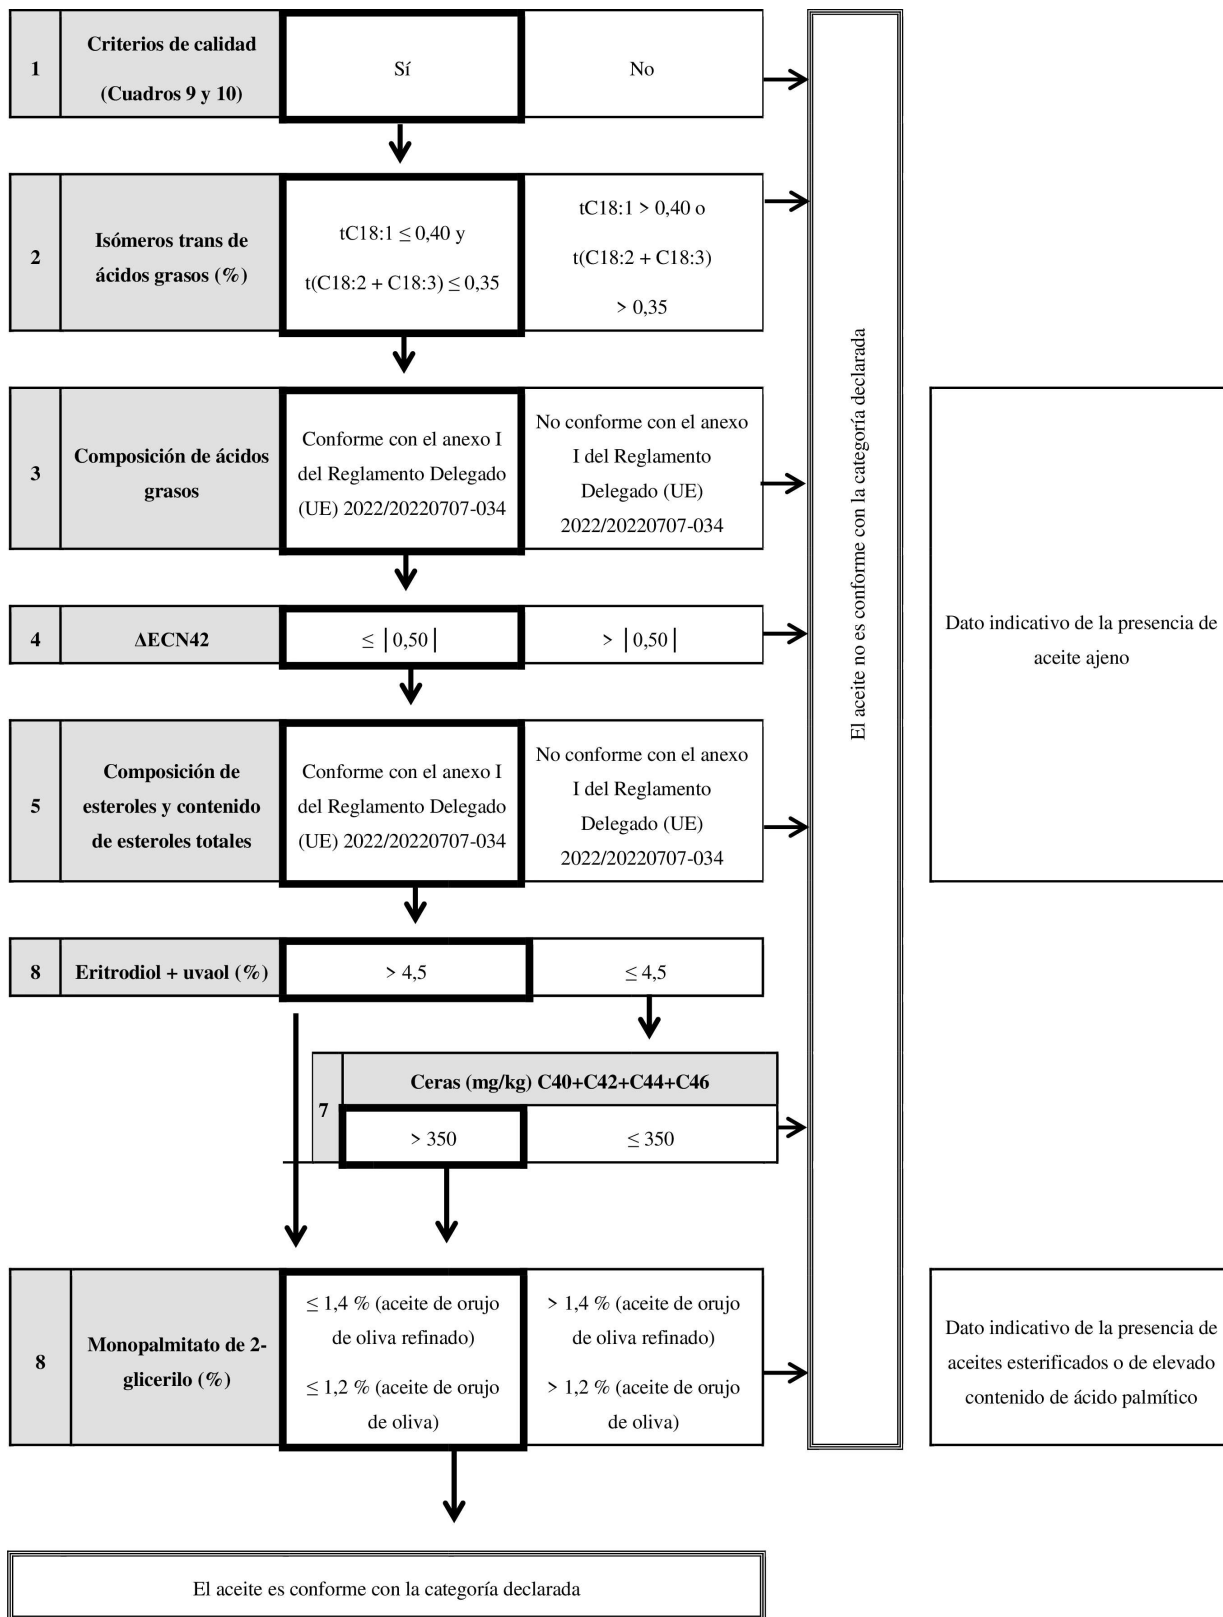 1
Criterios de calidad
(Cuadros 9 y 10)
Sí
No
2
Isómeros trans de
ácidos grasos (%)
tC18:1 ≤ 0,40 y
t(C18:2 + C18:3) ≤ 0,35
tC18:1 > 0,40 o
t(C18:2 + C18:3)
> 0,35
3
Composición de ácidos
grasos
Conforme con el anexo I
del Reglamento Delegado
(UE) 2022/20220707-034
No conforme con el anexo
I del Reglamento
Delegado (UE)
2022/20220707-034
4
ΔECN42
≤ |0,50|
> |0,50|
5
Composición de
esteroles y contenido
de esteroles totales
Conforme con el anexo I
del Reglamento Delegado
(UE) 2022/20220707-034
No conforme con el anexo
I del Reglamento
Delegado (UE)
2022/20220707-034
8
Eritrodiol + uvaol (%)
> 4,5
≤ 4,5
7
Ceras (mg/kg) C40+C42+C44+C46
> 350
≤ 350
8
Monopalmitato de 2-
glicerilo (%)
≤ 1,4 % (aceite de orujo
de oliva refinado)
≤ 1,2 % (aceite de orujo
de oliva)
> 1,4 % (aceite de orujo
de oliva refinado)
> 1,2 % (aceite de orujo
de oliva)
El aceite no es conforme con la categoría declarada
Dato indicativo de la presencia de
aceite ajeno
Dato indicativo de la presencia de
aceites esterificados o de elevado
contenido de ácido palmítico
El aceite es conforme con la categoría declarada